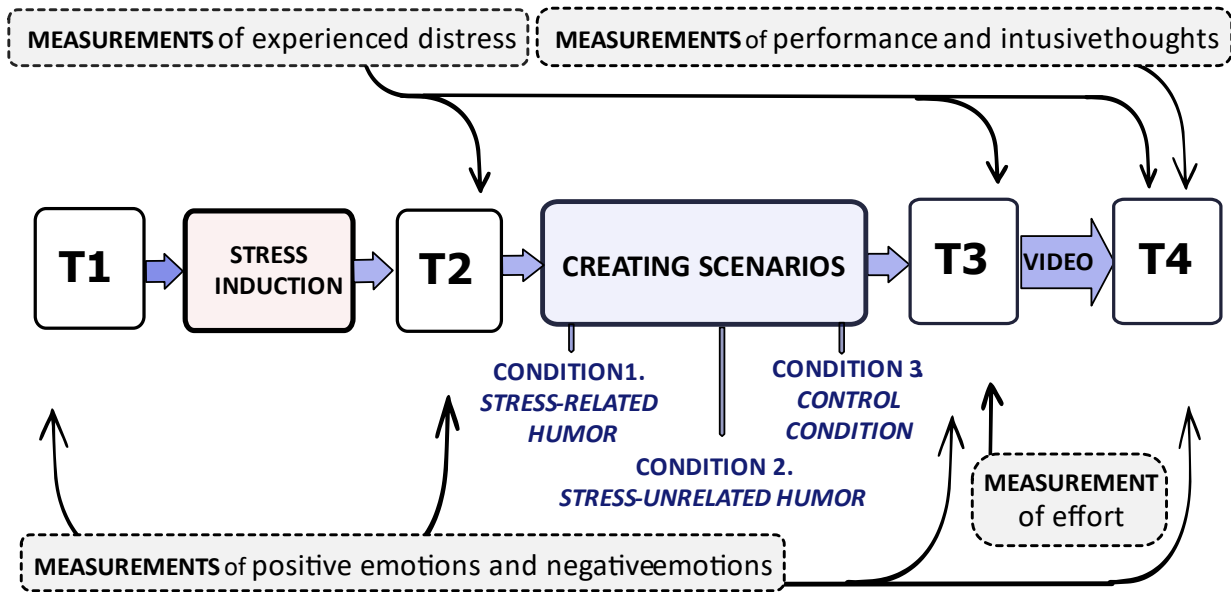 MEASUREMENTS of experienced distress
MEASUREMENTS of performance and intusivethoughts
T1
STRESS
INDUCTION
T2
CREATING SCENARIOS
T3
VIDEO
T4
CONDITION1.
STRESS-RELATED
HUMOR
CONDITION 2.
STRESS-UNRELATED HUMOR
CONDITION 3.
CONTROL
CONDITION
MEASUREMENT
of effort
MEASUREMENTS of positive emotions and negativeemotions